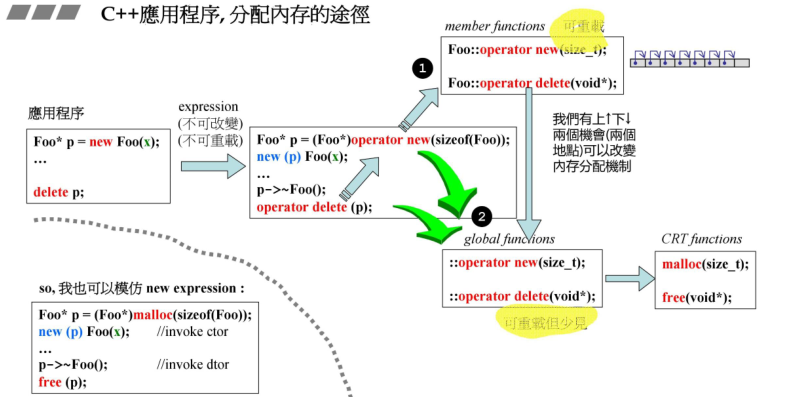 C++應用程序, 分配內存的途徑
member functions 可重載
Foo::operator new(size_t);
Foo::operator delete(void*);
1
應用程序
Foo* p = new Foo(x);
...
delete p;
expression
(不可改變)
(不可重載)
Foo* p = (Foo*)operator new(sizeof(Foo));
new (p) Foo(x);
...
p->~Foo();
operator delete (p);
我們有上↑下↓
兩個機會(兩個
地點)可以改變
內存分配機制
2
global functions
::operator new(size_t);
::operator delete(void*);
可重載但少見
CRT functions
malloc(size_t);
free(void*);
so, 我也可以模仿 new expression :
Foo* p = (Foo*)malloc(sizeof(Foo));
new (p) Foo(x); //invoke ctor
...
p->~Foo(); //invoke dtor
free (p);